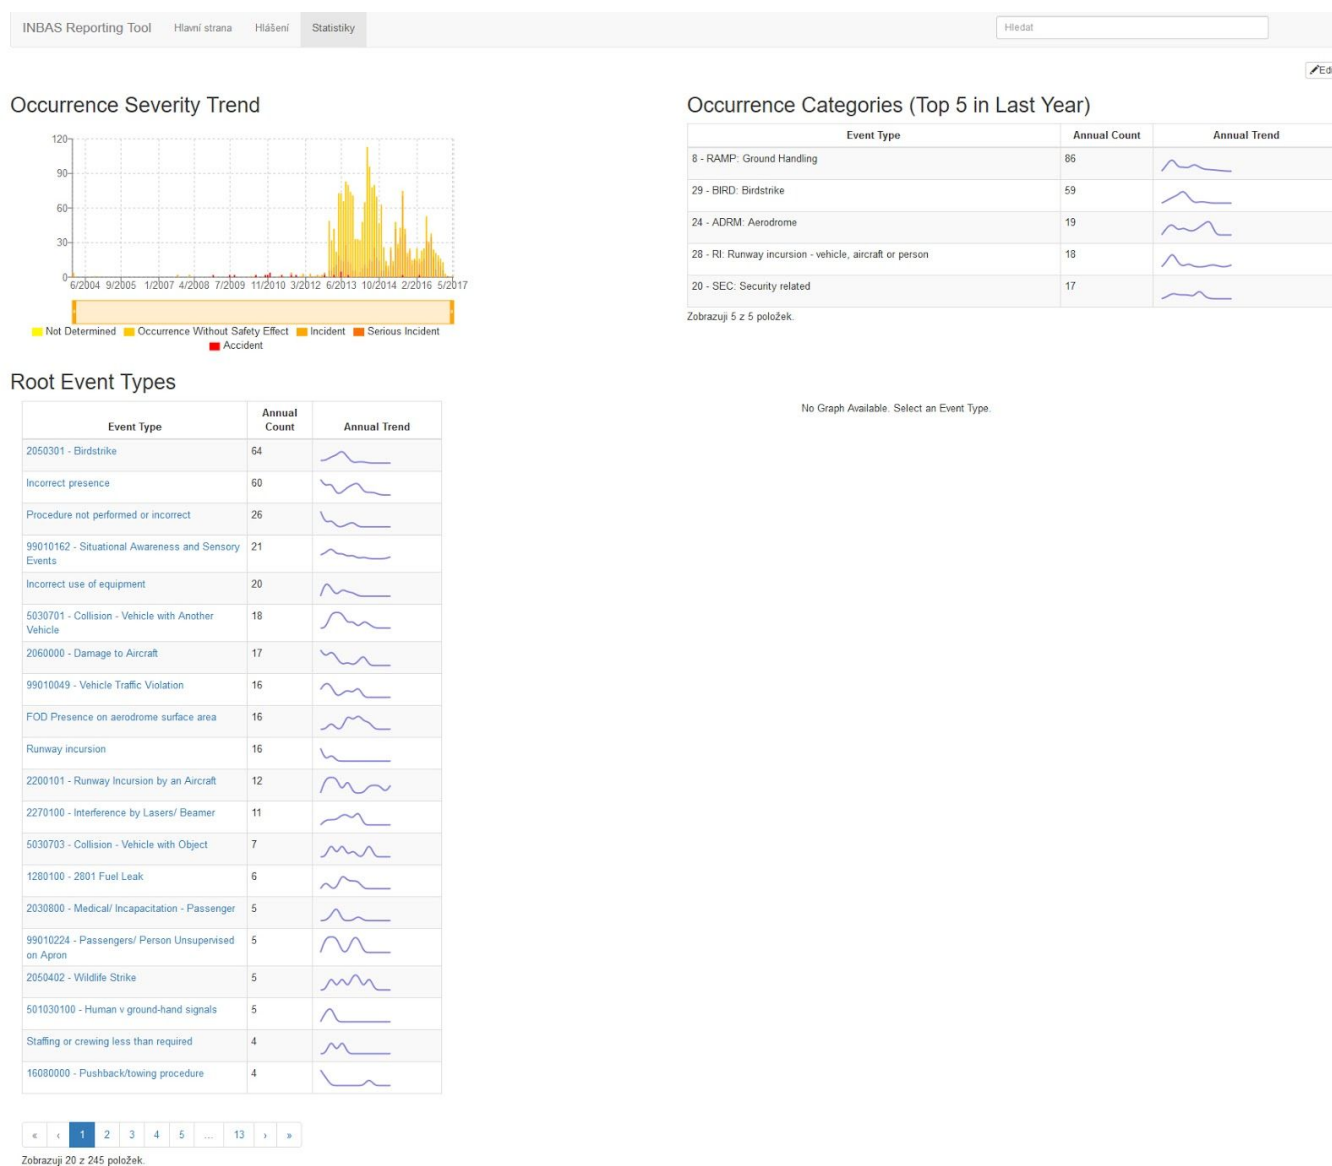 INBAS Reporting Tool Hlavní strana Hlášení Statistiky Hledat
Occurrence Severity Trend
120
90
60
30
0
6/2004 9/2005 1/2007 4/2008 7/2009 11/2010 3/2012 6/2013 10/2014 2/2016 5/2017
Not Determined Occurrence Without Safety Effect Incident Serious Incident
Accident
Occurrence Categories (Top 5 in Last Year)
Event Type Annual Count Annual Trend
8 - RAMP: Ground Handling 86
29 - BIRD: Birdstrike 59
24 - ADRM: Aerodrome 19
28 - RI: Runway incursion - vehicle, aircraft or person 18
20 - SEC: Security related 17
Zobrazuji 5 z 5 položek.
Root Event Types
Event Type Annual Count Annual Trend
2050301 - Birdstrike 64
Incorrect presence 60
Procedure not performed or incorrect 26
99010162 - Situational Awareness and Sensory 21
Events
Incorrect use of equipment 20
5030701 - Collision - Vehicle with Another 18
Vehicle
2060000 - Damage to Aircraft 17
99010049 - Vehicle Traffic Violation 16
FOD Presence on aerodrome surface area 16
Runway incursion 16
2200101 - Runway Incursion by an Aircraft 12
2270100 - Interference by Lasers/ Beamer 11
5030703 - Collision - Vehicle with Object 7
1280100 - 2801 Fuel Leak 6
2030800 - Medical/ Incapacitation - Passenger 5
99010224 - Passengers/ Person Unsupervised 5
on Apron
2050402 - Wildlife Strike 5
501030100 - Human v ground-hand signals 5
Staffing or crewing less than required 4
16080000 - Pushback/towing procedure 4
« ‹ 1 2 3 4 5 ... 13 › »
Zobrazuji 20 z 245 položek.
No Graph Available. Select an Event Type.